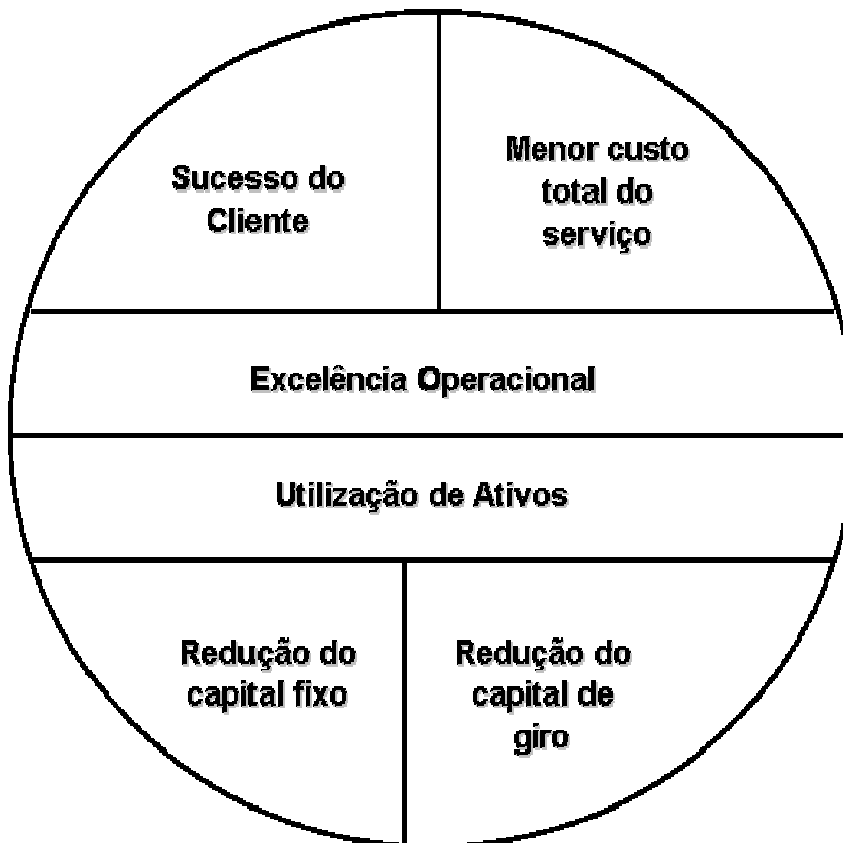 Sucesso do
Cliente
Menor custo
total do
serviço
Excelência Operacional
Utilização de Ativos
Redução do
capital fixo
Redução do
capital de
giro